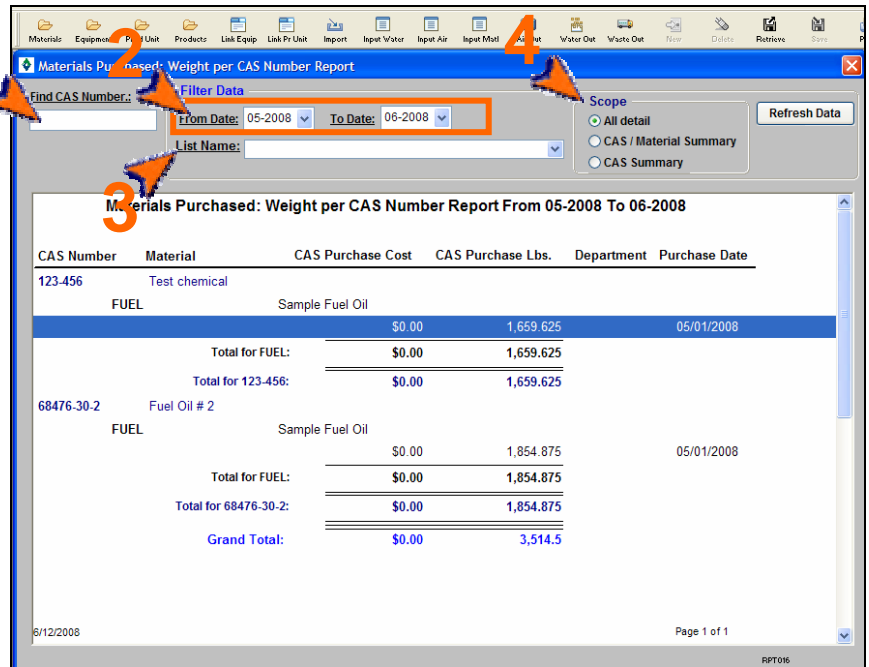 Materials Equipment Unit Products Link Equip Link Pr Unit Import Input Water Input Air Input Matl Out Water Out Waste Out New Delete Retrieve Save
4
Materials Purchased: Weight per CAS Number Report
2
Find CAS Number.:
Filter Data
From Date: 05-2008 To Date: 06-2008
List Name:
3
Scope
All detail
CAS / Material Summary
CAS Summary
Refresh Data
Materials Purchased: Weight per CAS Number Report From 05-2008 To 06-2008
CAS Number Material CAS Purchase Cost CAS Purchase Lbs. Department Purchase Date
123-456 Test chemical
FUEL Sample Fuel Oil
$0.00 1,659.625 05/01/2008
Total for FUEL: $0.00 1,659.625
Total for 123-456: $0.00 1,659.625
68476-30-2 Fuel Oil # 2
FUEL Sample Fuel Oil
$0.00 1,854.875 05/01/2008
Total for FUEL: $0.00 1,854.875
Total for 68476-30-2: $0.00 1,854.875
Grand Total: $0.00 3,514.5
6/12/2008 Page 1 of 1
RPT016